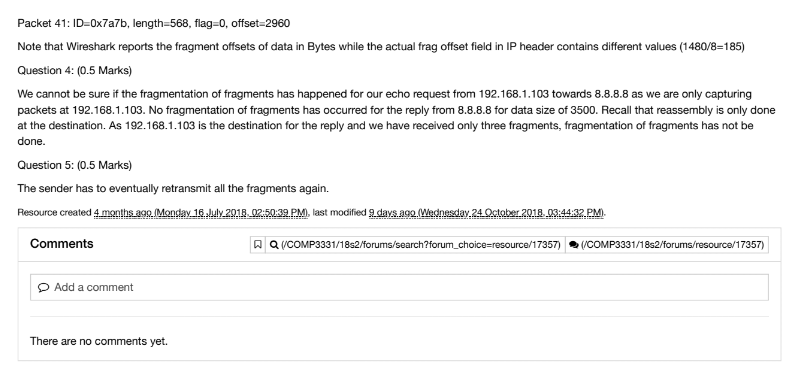 Packet 41: ID=0x7a7b, length=568, flag=0, offset=2960
Note that Wireshark reports the fragment offsets of data in Bytes while the actual frag offset field in IP header contains different values (1480/8=185)
Question 4: (0.5 Marks)
We cannot be sure if the fragmentation of fragments has happened for our echo request from 192.168.1.103 towards 8.8.8.8 as we are only capturing
packets at 192.168.1.103. No fragmentation of fragments has occurred for the reply from 8.8.8.8 for data size of 3500. Recall that reassembly is only done
at the destination. As 192.168.1.103 is the destination for the reply and we have received only three fragments, fragmentation of fragments has not be
done.
Question 5: (0.5 Marks)
The sender has to eventually retransmit all the fragments again.
Resource created 4 months ago (Monday 16 July 2018, 02:50:39 PM), last modified 9 days ago (Wednesday 24 October 2018, 03:44:32 PM).
Comments
(/COMP3331/18s2/forums/search?forum_choice=resource/17357) (/COMP3331/18s2/forums/resource/17357)
Add a comment
There are no comments yet.